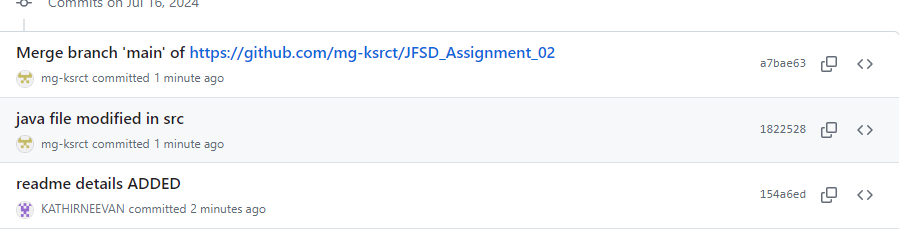 Commits on Jul 16, 2024
Merge branch 'main' of https://github.com/mg-ksrct/JFSD_Assignment_02
a7bae63
mg-ksrct committed 1 minute ago
java file modified in src
1822528
mg-ksrct committed 1 minute ago
readme details ADDED
154a6ed
KATHIRNEEVAN committed 2 minutes ago